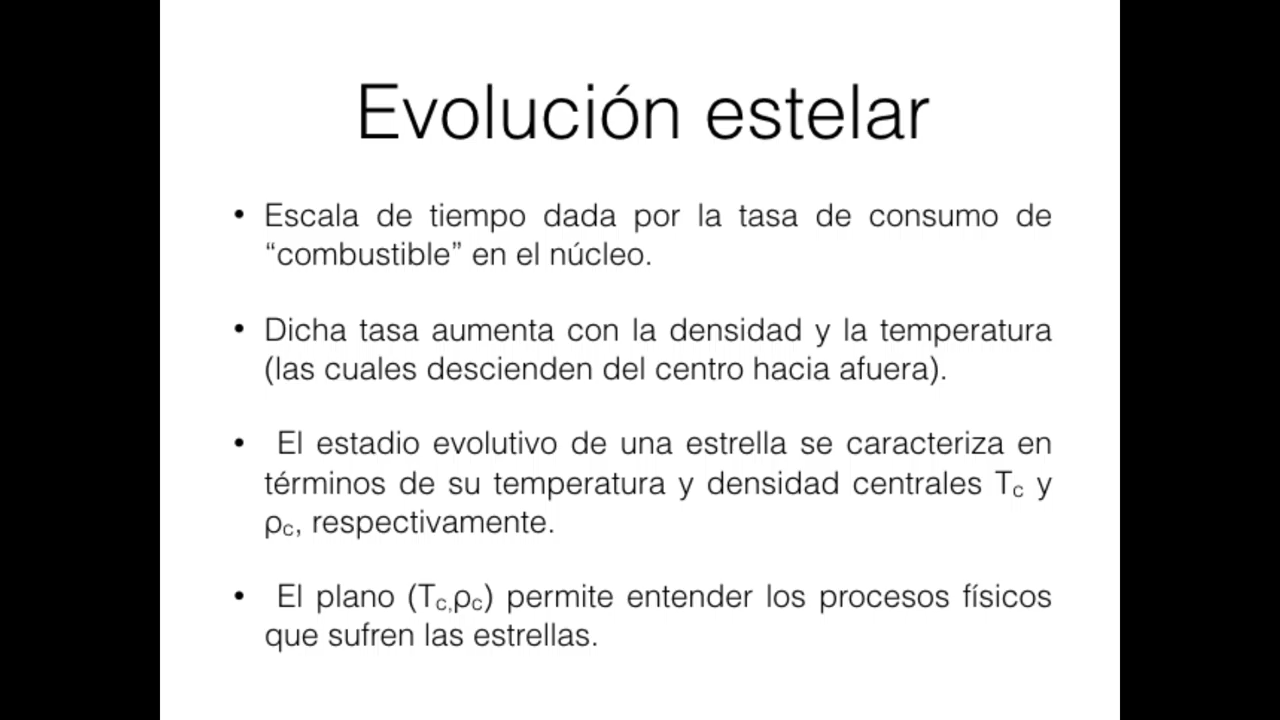 Evolución estelar
• Escala de tiempo dada por la tasa de consumo de
“combustible” en el núcleo.
• Dicha tasa aumenta con la densidad y la temperatura
(las cuales descienden del centro hacia afuera).
• El estadio evolutivo de una estrella se caracteriza en
términos de su temperatura y densidad centrales Tc y
ρc, respectivamente.
• El plano (Tc,ρc) permite entender los procesos físicos
que sufren las estrellas.